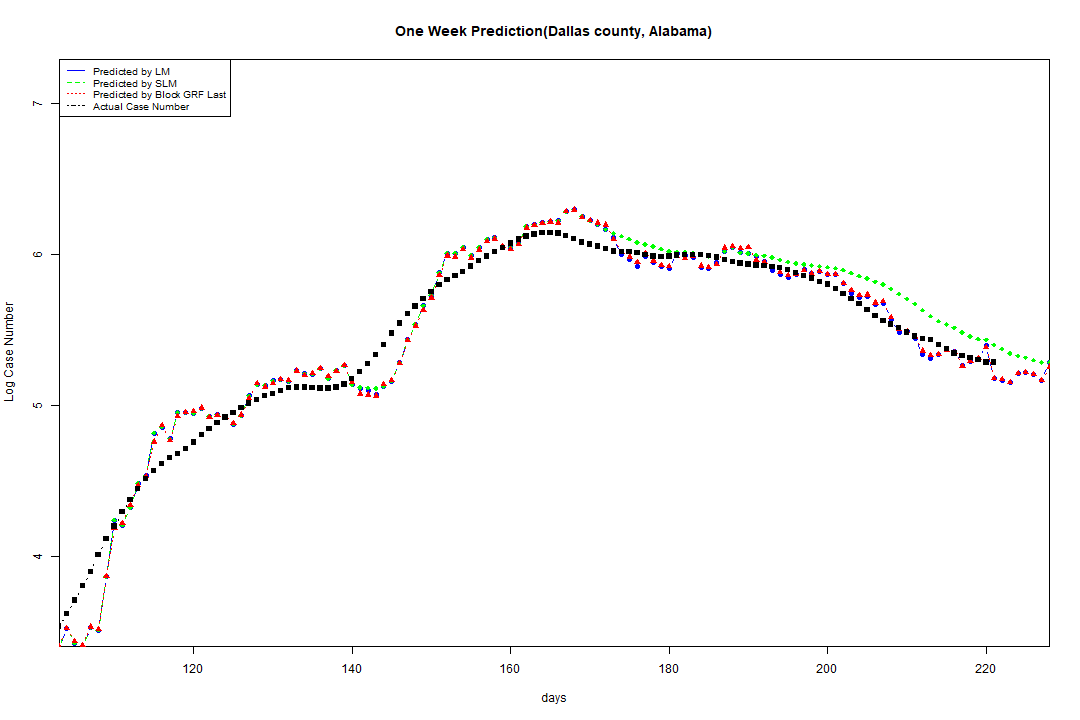 One Week Prediction(Dallas county, Alabama)
Predicted by LM
Predicted by SLM
Predicted by Block GRF Last
Actual Case Number
7
6
5
4
Log Case Number
120 140 160 180 200 220
days